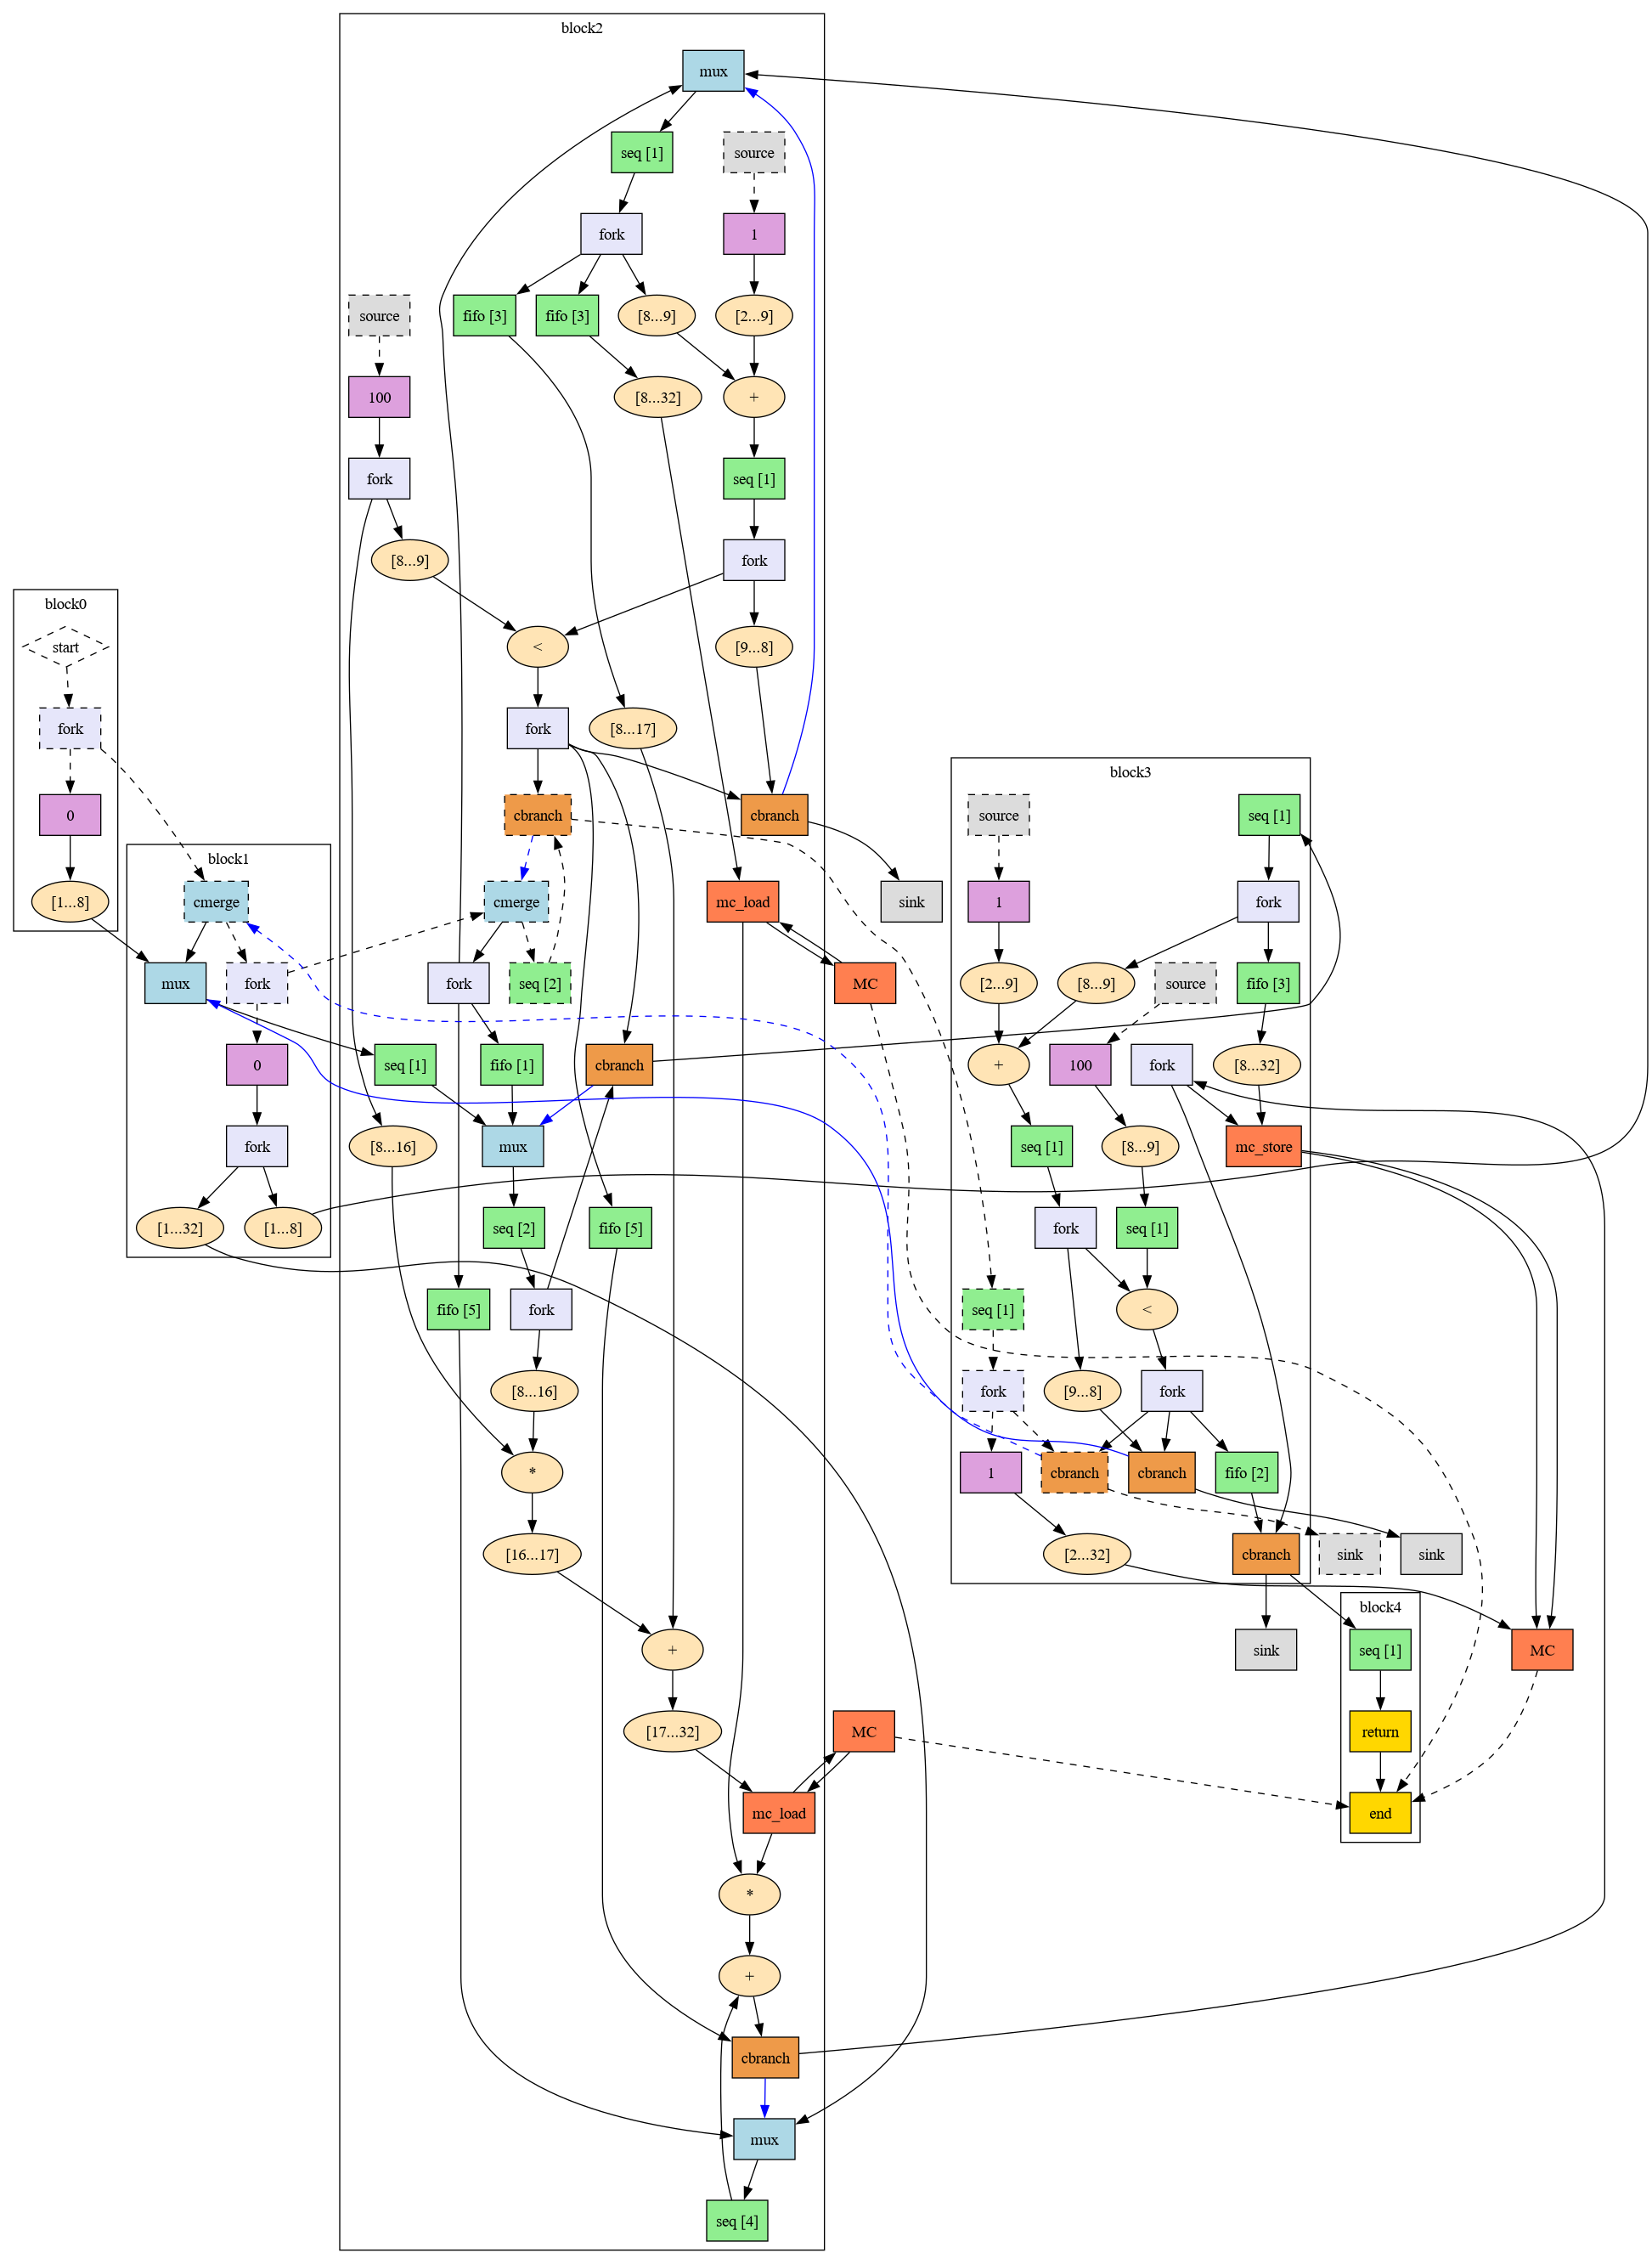 block2
mux
seq [1]
source
fork
1
source
fifo [3]
fifo [3]
[8...9]
[2...9]
100
[8...32]
+
fork
seq [1]
[8...9]
fork
<
[9...8]
fork
[8...17]
cbranch
cbranch
cmerge
mc_load
sink
fork
seq [2]
MC
seq [1]
fifo [1]
cbranch
[8...16]
mux
seq [2]
fifo [5]
fifo [5]
fork
[8...16]
*
[16...17]
+
[17...32]
MC
mc_load
*
+
cbranch
mux
seq [4]
block0
start
fork
0
[1...8]
block1
cmerge
mux
fork
0
fork
[1...32]
[1...8]
block3
source
seq [1]
1
fork
[2...9]
[8...9]
source
fifo [3]
+
100
fork
[8...32]
seq [1]
[8...9]
mc_store
fork
seq [1]
seq [1]
<
fork
[9...8]
fork
1
cbranch
cbranch
fifo [2]
[2...32]
cbranch
sink
sink
block4
sink
seq [1]
MC
return
end